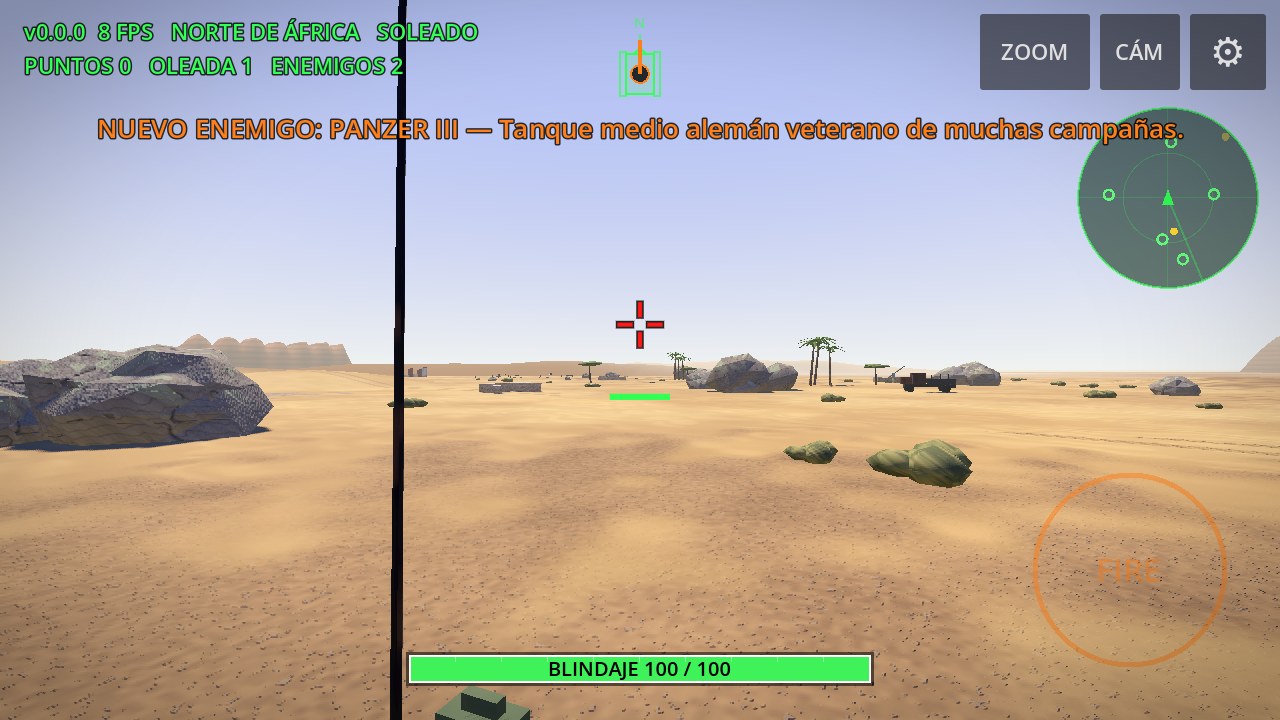 v0.0.0 8 FPS NORTE DE ÁFRICA SOLEADO
PUNTOS 0 OLEADA 1 ENEMIGOS 2
N
ZOOM
CÁM
NUEVO ENEMIGO: PANZER III — Tanque medio alemán veterano de muchas campañas.
FIRE
BLINDAJE 100 / 100